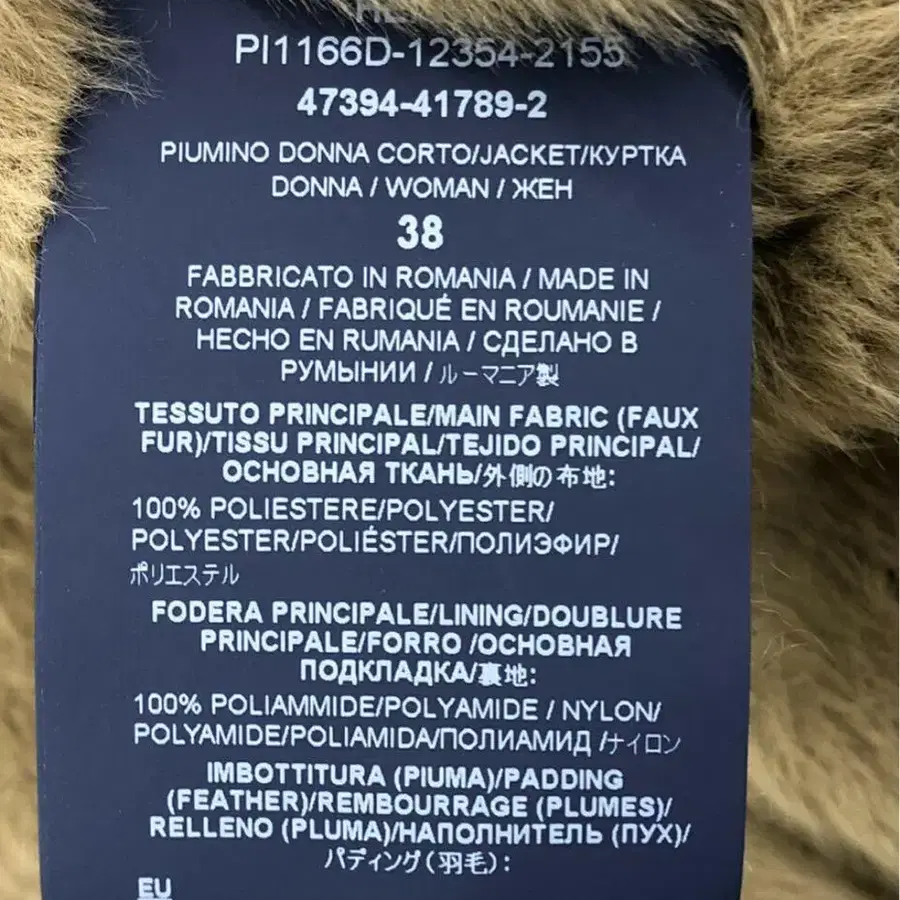 PI1166D-12354-2155
47394-41789-2
PIUMINO DONNA CORTO/JACKET/КУРТКА
DONNA / WOMAN / ЖЕН
38
FABBRICATO IN ROMANIA / MADE IN
ROMANIA / FABRIQUÉ EN ROUMANIE /
HECHO EN RUMANIA / СДЕЛАНО В
РУМЫНИИ / ルーマニア製
TESSUTO PRINCIPALE/MAIN FABRIC (FAUX
FUR)/TISSU PRINCIPAL/TEJIDO PRINCIPAL/
ОСНОВНАЯ ТКАНЬ/外側の布地:
100% POLIESTERE/POLYESTER/
POLYESTER/POLIÉSTER/ПОЛИЭФИР/
ポリエステル
FODERA PRINCIPALE/LINING/DOUBLURE
PRINCIPALE/FORRO /ОСНОВНАЯ
ПОДКЛАДКА/裏地:
100% POLIAMMIDE/POLYAMIDE / NYLON/
POLYAMIDE/POLIAMIDA/ПОЛИАМИД /ナイロン
IMBOTTITURA (PIUMA)/PADDING
(FEATHER)/REMBOURRAGE (PLUMES)/
RELLENO (PLUMA)/НАПОЛНИТЕЛЬ (ПУХ)/
パディング(羽毛):
EU